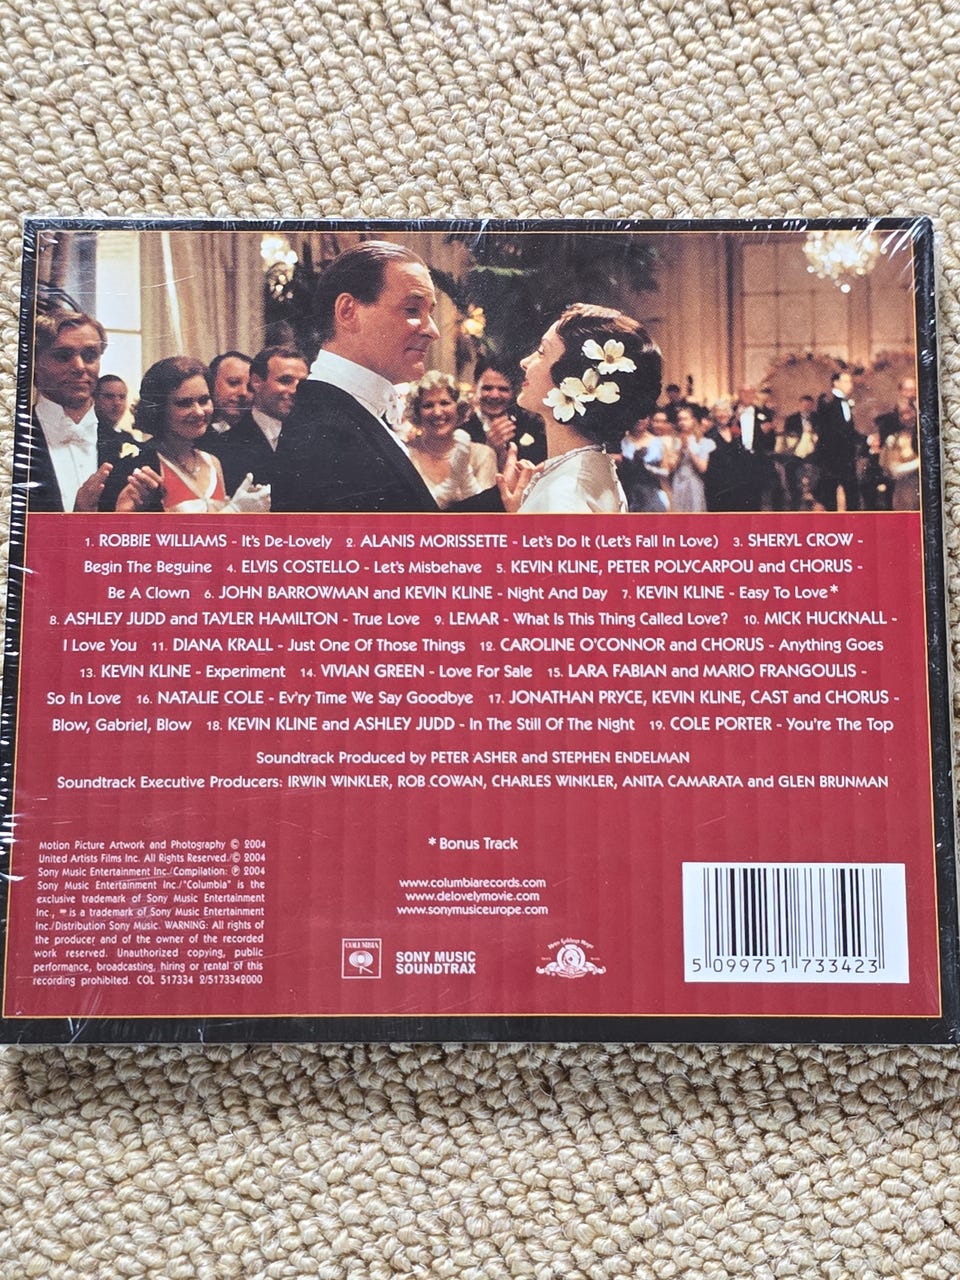 1. ROBBIE WILLIAMS - It's De-Lovely 2. ALANIS MORISSETTE - Let's Do It (Let's Fall In Love) 3. SHERYL CROW -
Begin The Beguine 4. ELVIS COSTELLO - Let's Misbehave 5. KEVIN KLINE, PETER POLYCARPOU and CHORUS -
Be A Clown 6. JOHN BARROWMAN and KEVIN KLINE - Night And Day 7. KEVIN KLINE - Easy To Love*
8. ASHLEY JUDD and TAYLER HAMILTON - True Love 9. LEMAR - What Is This Thing Called Love? 10. MICK HUCKNALL -
I Love You 11. DIANA KRALL - Just One Of Those Things 12. CAROLINE O'CONNOR and CHORUS - Anything Goes
13. KEVIN KLINE - Experiment 14. VIVIAN GREEN - Love For Sale 15. LARA FABIAN and MARIO FRANGOULIS -
So In Love 16. NATALIE COLE - Ev'ry Time We Say Goodbye 17. JONATHAN PRYCE, KEVIN KLINE, CAST and CHORUS -
Blow, Gabriel, Blow 18. KEVIN KLINE and ASHLEY JUDD - In The Still Of The Night 19. COLE PORTER - You're The Top
Soundtrack Produced by PETER ASHER and STEPHEN ENDELMAN
Soundtrack Executive Producers: IRWIN WINKLER, ROB COWAN, CHARLES WINKLER, ANITA CAMARATA and GLEN BRUNMAN
Motion Picture Artwork and Photography © 2004
United Artists Films Inc. All Rights Reserved./© 2004
Sony Music Entertainment Inc./Compilation: ℗ 2004
Sony Music Entertainment Inc./"Columbia" is the
exclusive trademark of Sony Music Entertainment
Inc., is a trademark of Sony Music Entertainment
Inc./Distribution Sony Music. WARNING: All rights of
the producer and of the owner of the recorded
work reserved. Unauthorized copying, public
performance, broadcasting, hiring or rental of this
recording prohibited. COL 517334 2/5173342000
*Bonus Track
www.columbiarecords.com
www.delovelymovie.com
www.sonymusiceurope.com
COLUMBIA
SONY MUSIC
SOUNDTRAX
Metro Goldwyn Mayer
5 099751 733423